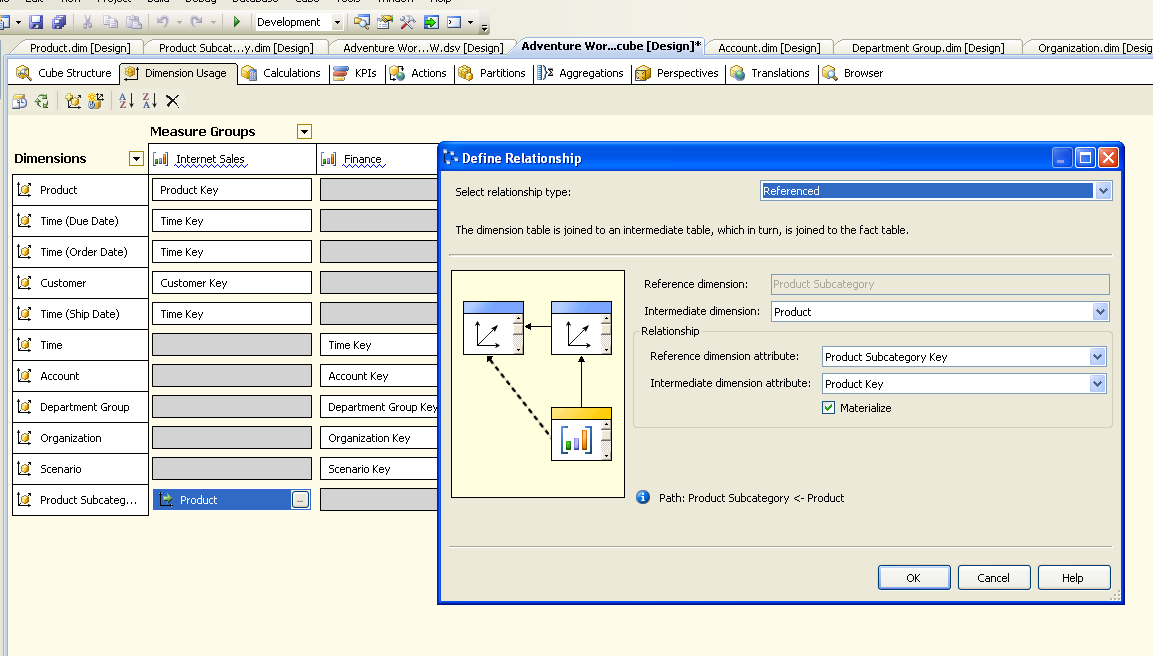 Development
Product.dim [Design] Product Subcat...y.dim [Design] Adventure Wor...W.dsv [Design] Adventure Wor...cube [Design]* Account.dim [Design] Department Group.dim [Design] Organization.dim [Desig
Cube Structure Dimension Usage Calculations KPIs Actions Partitions Aggregations Perspectives Translations Browser
Measure Groups
Dimensions Internet Sales Finance
Product Product Key
Time (Due Date) Time Key
Time (Order Date) Time Key
Customer Customer Key
Time (Ship Date) Time Key
Time Time Key
Account Account Key
Department Group Department Group Key
Organization Organization Key
Scenario Scenario Key
Product Subcateg... Product ...
Define Relationship
Select relationship type: Referenced
The dimension table is joined to an intermediate table, which in turn, is joined to the fact table.
Reference dimension: Product Subcategory
Intermediate dimension: Product
Relationship
Reference dimension attribute: Product Subcategory Key
Intermediate dimension attribute: Product Key
Materialize
Path: Product Subcategory <- Product
OK Cancel Help